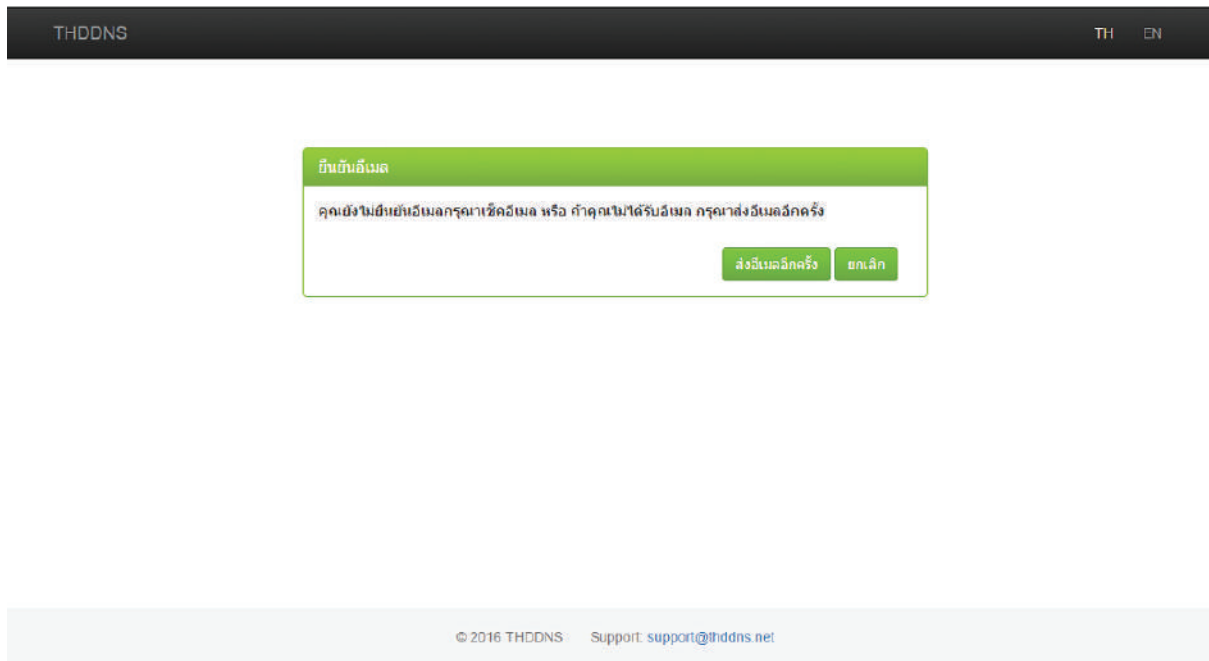 THDDNS TH EN
ยืนยันอีเมล
คุณยังไม่ยืนยันอีเมลกรุณาเช็คอีเมล หรือ ถ้าคุณไม่ได้รับอีเมล กรุณาส่งอีเมลอีกครั้ง
ส่งอีเมลอีกครั้ง ยกเลิก
© 2016 THDDNS Support: support@thddns.net